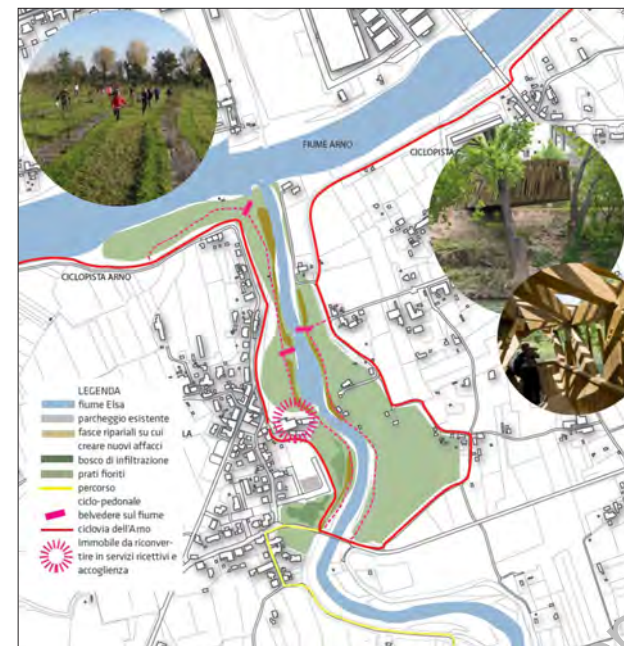 FIUME ARNO
CICLOPISTA
CICLOPISTA ARNO
LEGENDA
fiume Elsa
parcheggio esistente
fasce ripariali su cui
creare nuovi affacci
bosco di infiltrazione
prati fioriti
percorso
ciclo-pedonale
belvedere sul fiume
ciclovia dell'Arno
Immobile da riconver-
tire in servizi ricettivi e
accoglienza
LA